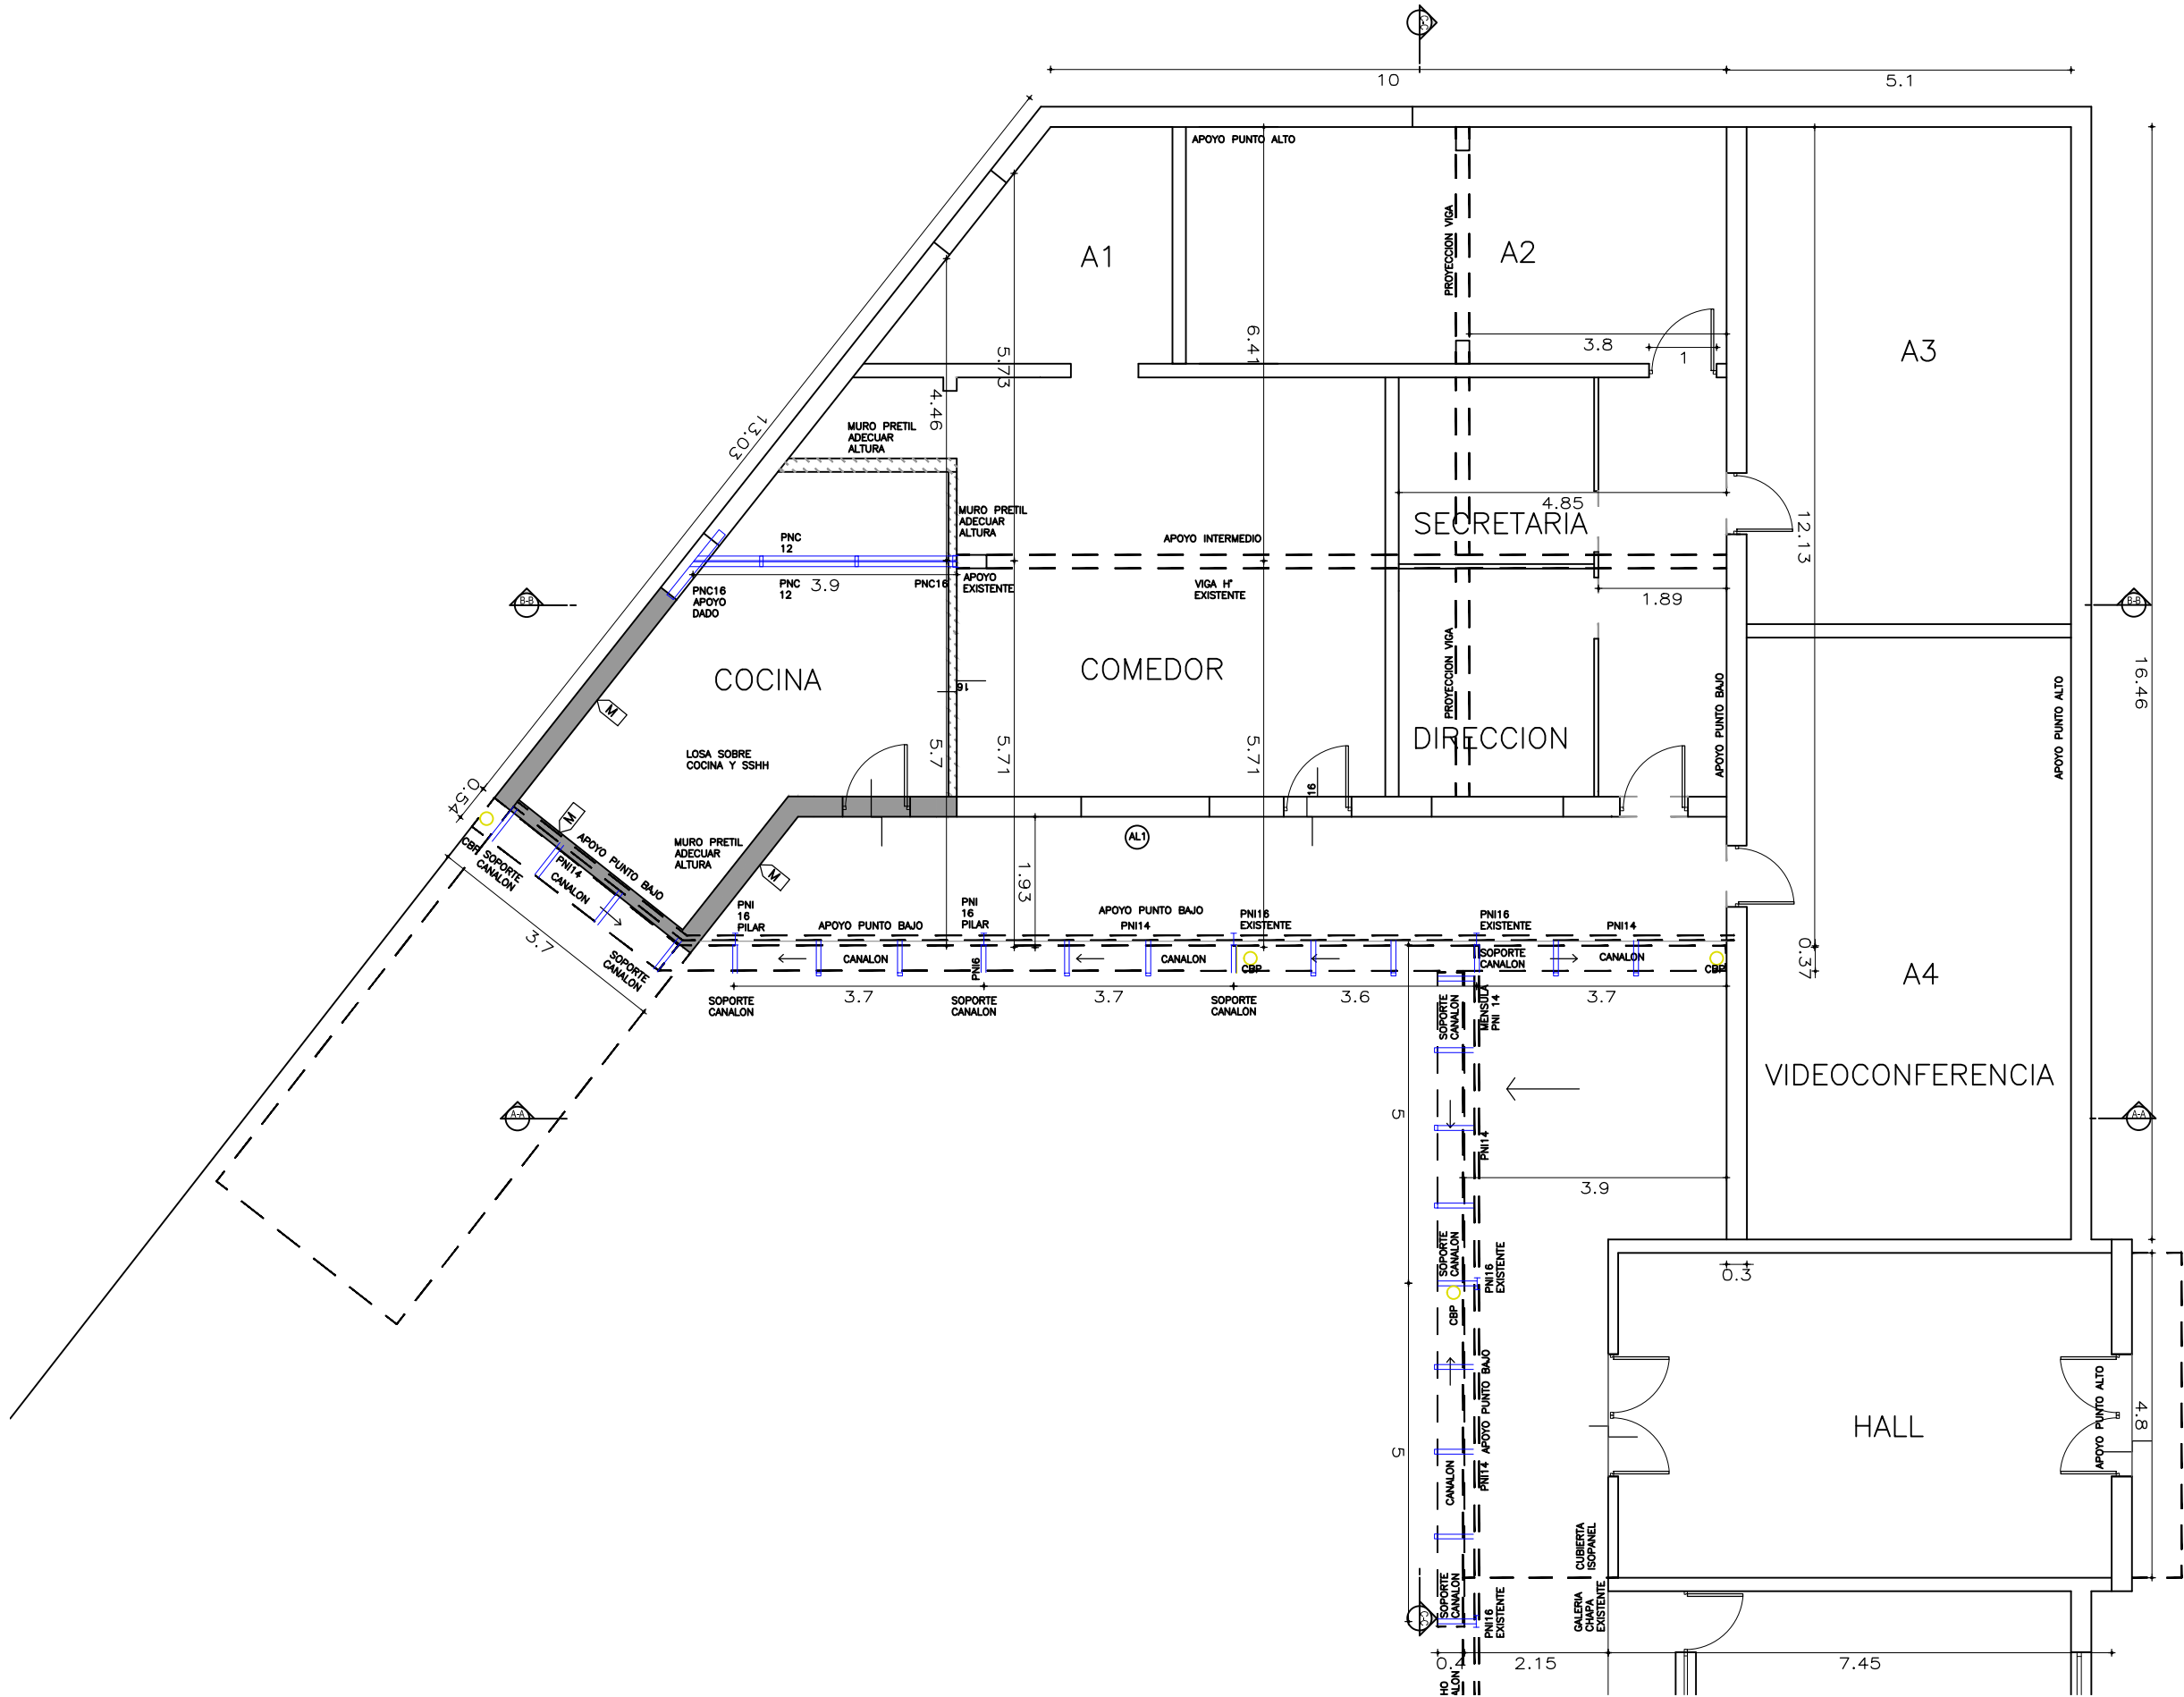 C-C
10
5.1
APOYO PUNTO ALTO
PROYECCION VIGA
A1
A2
A3
6.41
5.73
3.8
1
4.46
13.03
MURO PRETIL
ADECUAR
ALTURA
MURO PRETIL
ADECUAR
ALTURA
4.85
SECRETARIA
12.13
PNC
12
APOYO INTERMEDIO
PNC16
APOYO
DADO
PNC
12
3.9
PNC16
APOYO
EXISTENTE
VIGA H°
EXISTENTE
1.89
B-B
B-B
COCINA
COMEDOR
16
PROYECCION VIGA
DIRECCION
APOYO PUNTO BAJO
APOYO PUNTO ALTO
16.46
M
LOSA SOBRE
COCINA Y SSHH
5.7
5.71
5.71
16
0.54
M
AL1
CBP
SOPORTE
CANALON
PNI14
CANALON
APOYO PUNTO BAJO
MURO PRETIL
ADECUAR
ALTURA
M
1.93
PNI
16
PILAR
APOYO PUNTO BAJO
PNI
16
PILAR
APOYO PUNTO BAJO
PNI14
PNI16
EXISTENTE
PNI16
EXISTENTE
PNI14
3.7
SOPORTE
CANALON
CANALON
PNI6
CANALON
CBP
SOPORTE
CANALON
CANALON
CBP
0.37
A4
SOPORTE
CANALON
3.7
SOPORTE
CANALON
3.7
SOPORTE
CANALON
3.6
3.7
SOPORTE
CANALON
MENSULA
PNI 14
VIDEOCONFERENCIA
A-A
A-A
5
PNI14
3.9
SOPORTE
CANALON
PNI16
EXISTENTE
0.3
CBP
PNI14 APOYO PUNTO BAJO
HALL
APOYO PUNTO ALTO
4.8
5
CANALON
CUBIERTA
ISOPANEL
SOPORTE
CANALON
PNI16
EXISTENTE
GALERIA
CHAPA
EXISTENTE
C-C
0.4
2.15
7.45